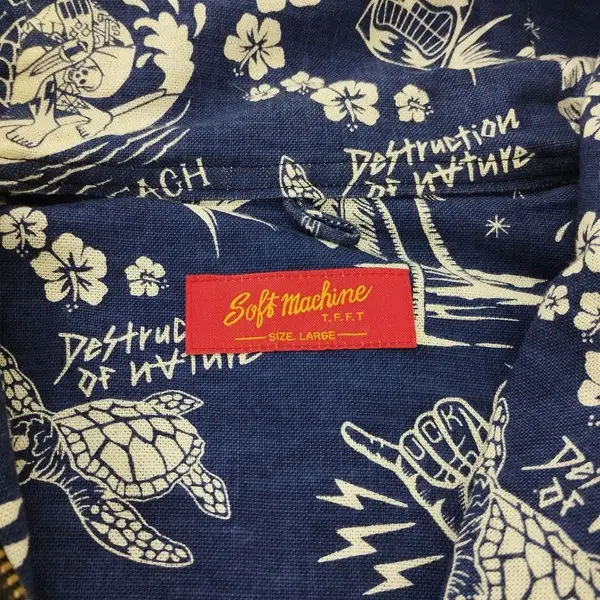 Destruction
OF NATURE
ACH
Soft Machine
T.F.F.T
SIZE. LARGE
Destruc
OF NATURE
De
OF